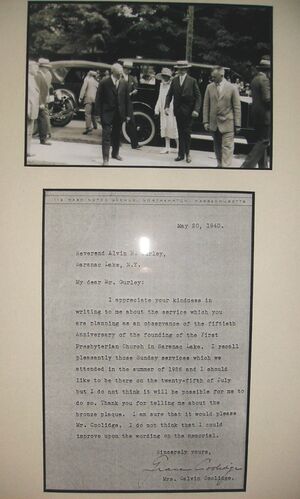 WASHINGTON AVENUE, NORTHAMPTON, MASSACHUSETTS
May 20, 1940.
Reverend Alvin B. Gurley,
Saranac Lake, N.Y.
My dear Mr. Gurley:
I appreciate your kindness in
writing to me about the service which you
are planning as an observance of the fiftieth
Anniversary of the founding of the First
Presbyterian Church in Saranac Lake. I recall
pleasantly those Sunday services which we
attended in the summer of 1926 and I should
like to be there on the twenty-fifth of July
but I do not think it will be possible for me to
do so. Thank you for telling me about the
bronze plaque. I am sure that it would please
Mr. Coolidge. I do not think that I could
improve upon the wording on the memorial.
Sincerely yours,
Grace Coolidge
Mrs. Calvin Coolidge.